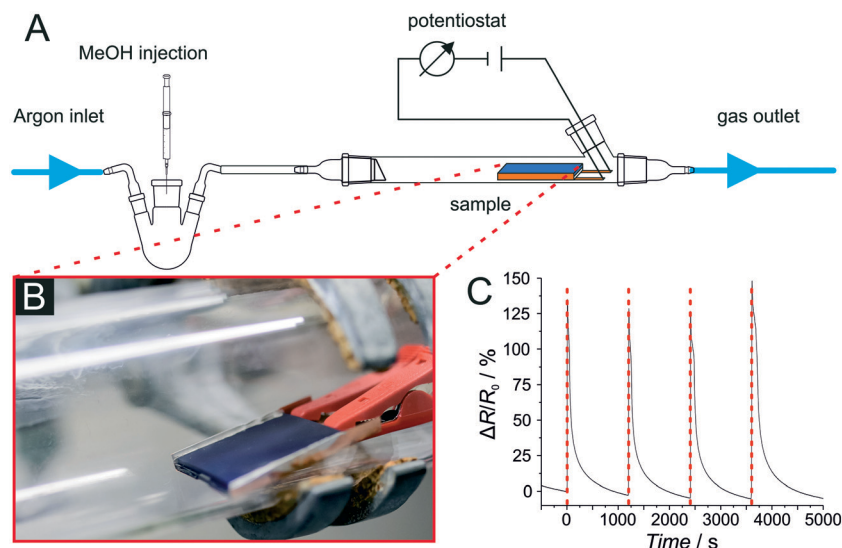 A
potentiostat
MeOH injection
Argon inlet
gas outlet
sample
B
C
150
125
100
75
50
25
0
ΔR/R₀ / %
0 1000 2000 3000 4000 5000
Time / s